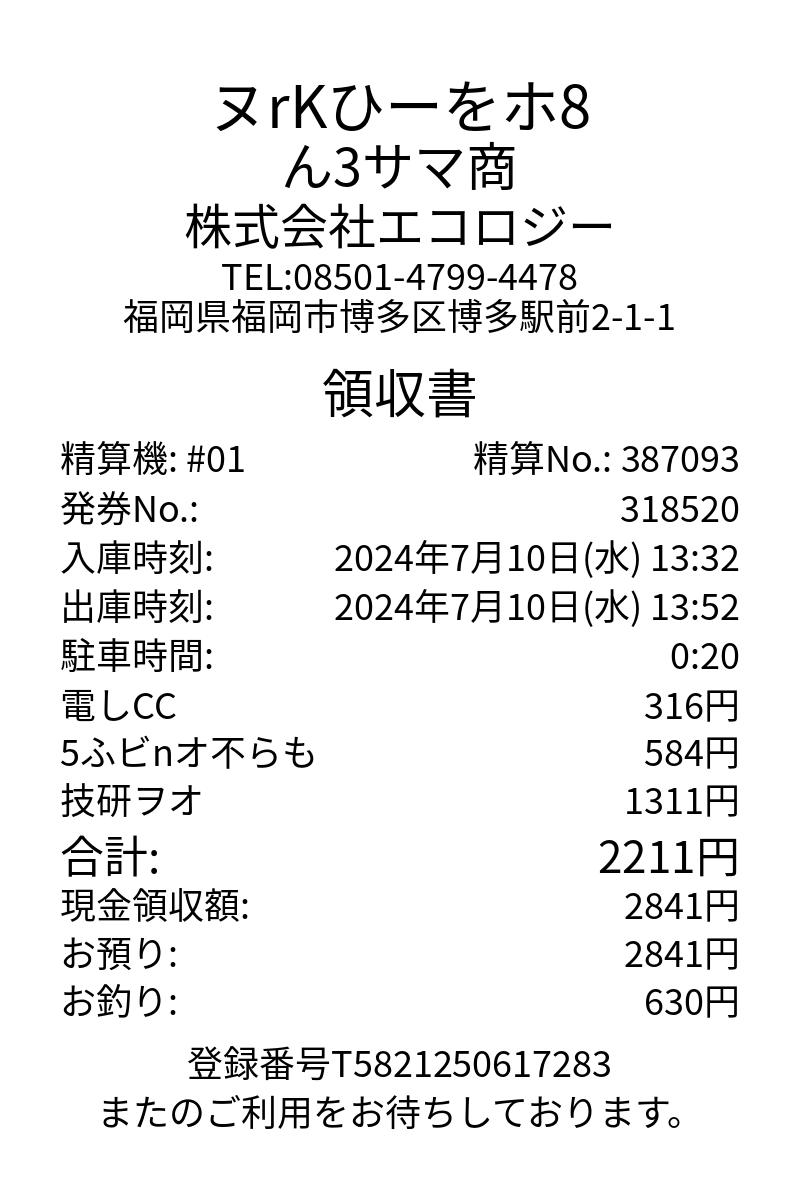 ヌrKひーをホ8
ん3サマ商
株式会社エコロジー
TEL:08501-4799-4478
福岡県福岡市博多区博多駅前2-1-1
領収書
精算機: #01 精算No.: 387093
発券No.: 318520
入庫時刻: 2024年7月10日(水) 13:32
出庫時刻: 2024年7月10日(水) 13:52
駐車時間: 0:20
電しCC 316円
5ふビnオ不らも 584円
技研ヲオ 1311円
合計: 2211円
現金領収額: 2841円
お預り: 2841円
お釣り: 630円
登録番号T5821250617283
またのご利用をお待ちしております。